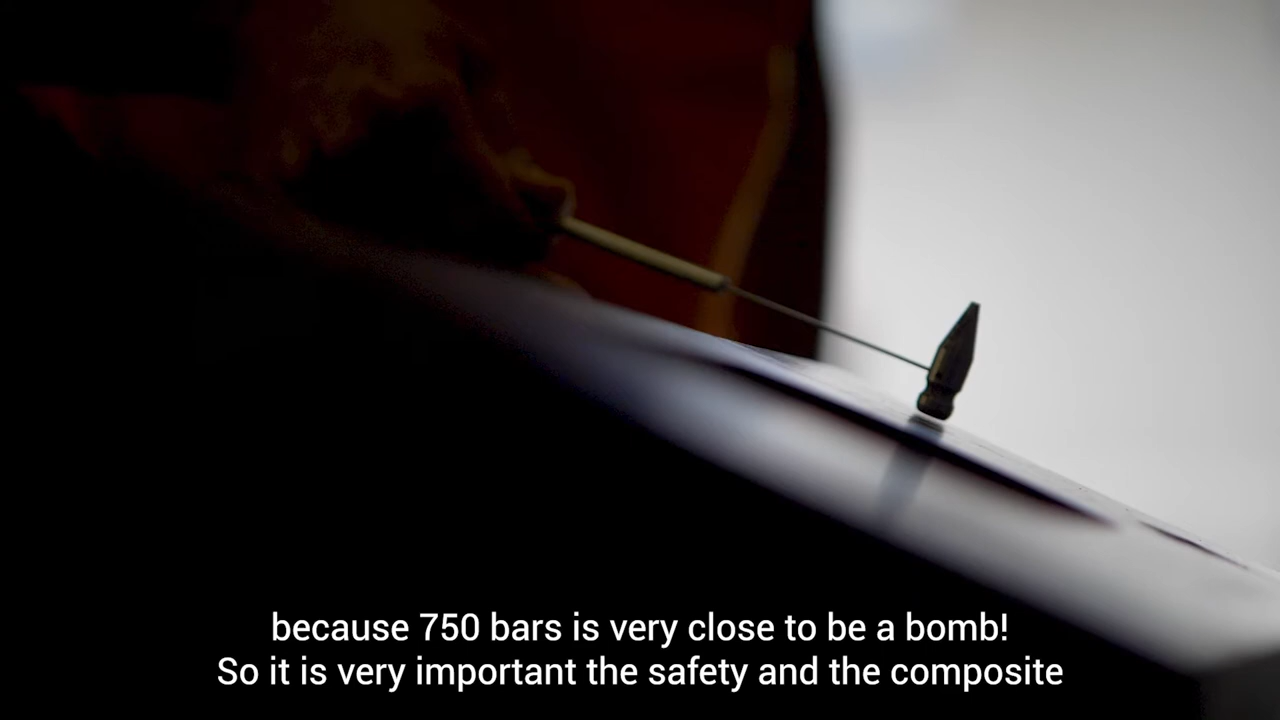 because 750 bars is very close to be a bomb!
So it is very important the safety and the composite